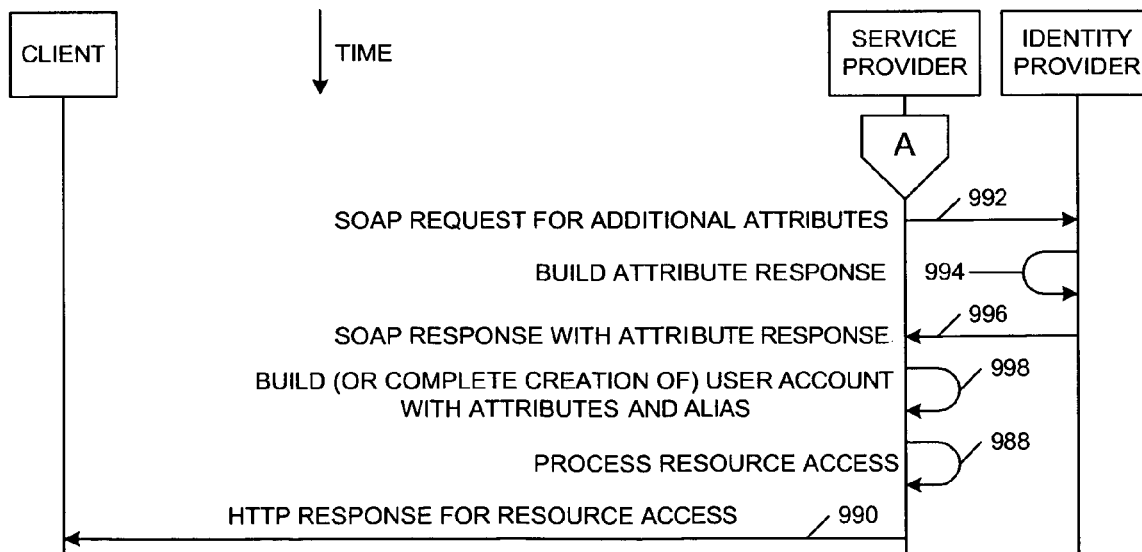 CLIENT
TIME
SERVICE
PROVIDER
IDENTITY
PROVIDER
A
992
SOAP REQUEST FOR ADDITIONAL ATTRIBUTES
BUILD ATTRIBUTE RESPONSE
994
996
SOAP RESPONSE WITH ATTRIBUTE RESPONSE
BUILD (OR COMPLETE CREATION OF) USER ACCOUNT
WITH ATTRIBUTES AND ALIAS
998
PROCESS RESOURCE ACCESS
988
HTTP RESPONSE FOR RESOURCE ACCESS
990